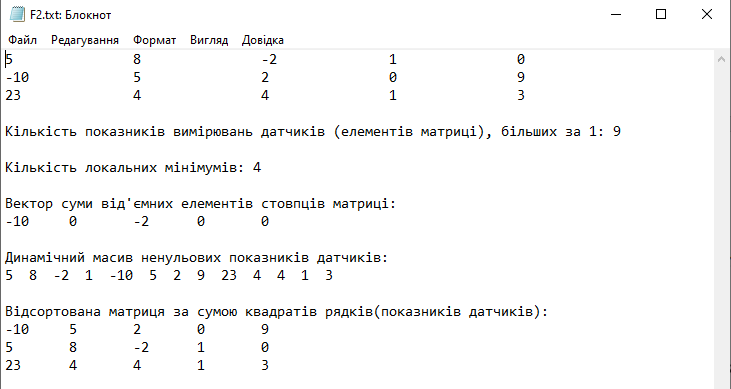 F2.txt: Блокнот
Файл Редагування Формат Вигляд Довідка
5 8 -2 1 0
-10 5 2 0 9
23 4 4 1 3
Кількість показників вимірювань датчиків (елементів матриці), більших за 1: 9
Кількість локальних мінімумів: 4
Вектор суми від'ємних елементів стовпців матриці:
-10 0 -2 0 0
Динамічний масив ненульових показників датчиків:
5 8 -2 1 -10 5 2 9 23 4 4 1 3
Відсортована матриця за сумою квадратів рядків(показників датчиків):
-10 5 2 0 9
5 8 -2 1 0
23 4 4 1 3